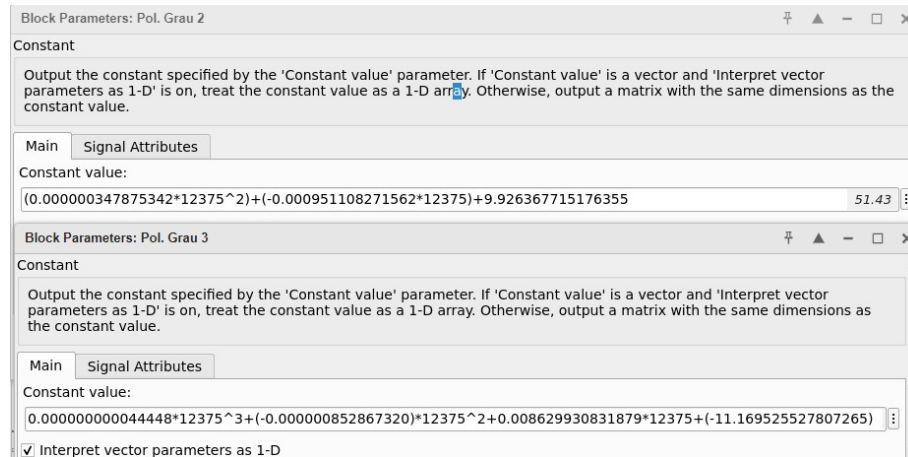 Block Parameters: Pol. Grau 2
Constant
Output the constant specified by the 'Constant value' parameter. If 'Constant value' is a vector and 'Interpret vector
parameters as 1-D' is on, treat the constant value as a 1-D array. Otherwise, output a matrix with the same dimensions as the
constant value.
Main Signal Attributes
Constant value:
(0.000000347875342*12375^2)+(-0.000951108271562*12375)+9.926367715176355 51.43
Block Parameters: Pol. Grau 3
Constant
Output the constant specified by the 'Constant value' parameter. If 'Constant value' is a vector and 'Interpret vector
parameters as 1-D' is on, treat the constant value as a 1-D array. Otherwise, output a matrix with the same dimensions as
the constant value.
Main Signal Attributes
Constant value:
0.000000000044448*12375^3+(-0.000000852867320)*12375^2+0.008629930831879*12375+(-11.169525527807265)
Interpret vector parameters as 1-D